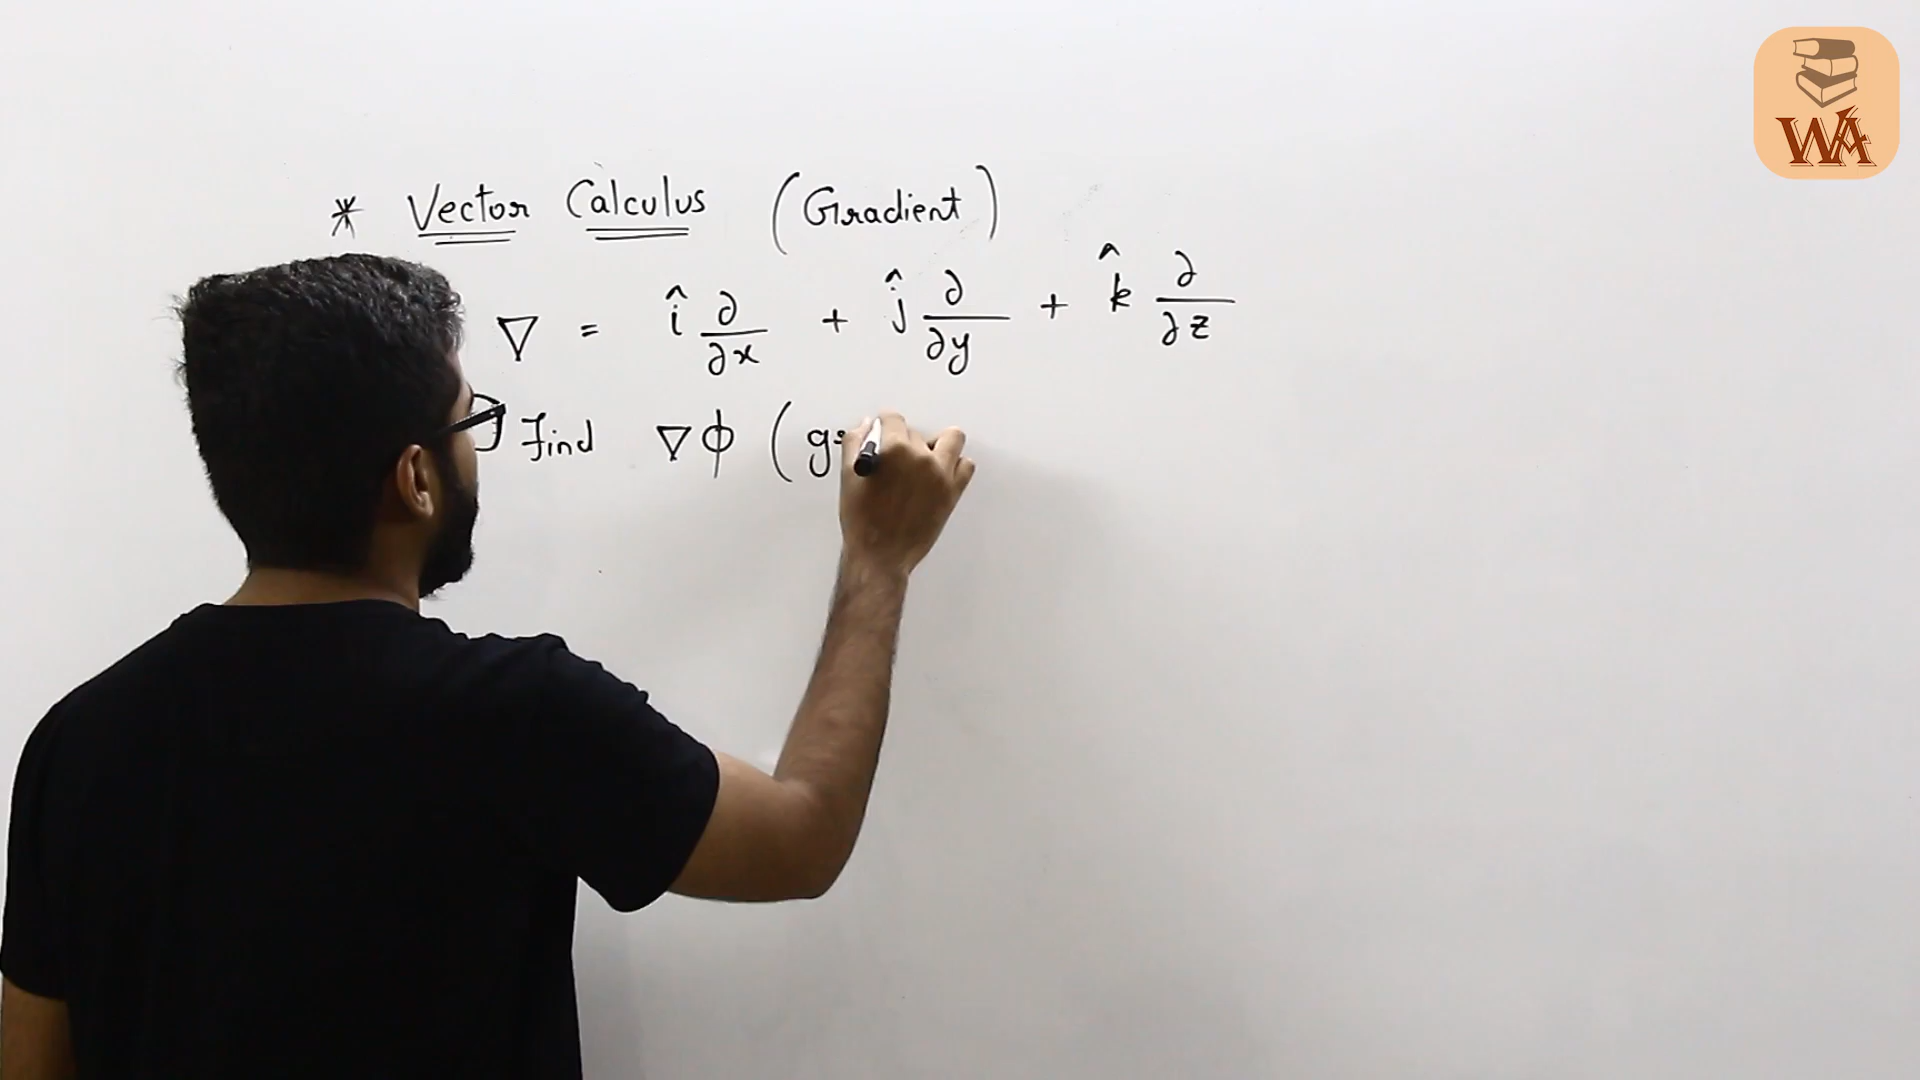 * Vector Calculus (Gradient)
∇ = î ∂/∂x + ĵ ∂/∂y + k̂ ∂/∂z
Find ∇φ (g
WA